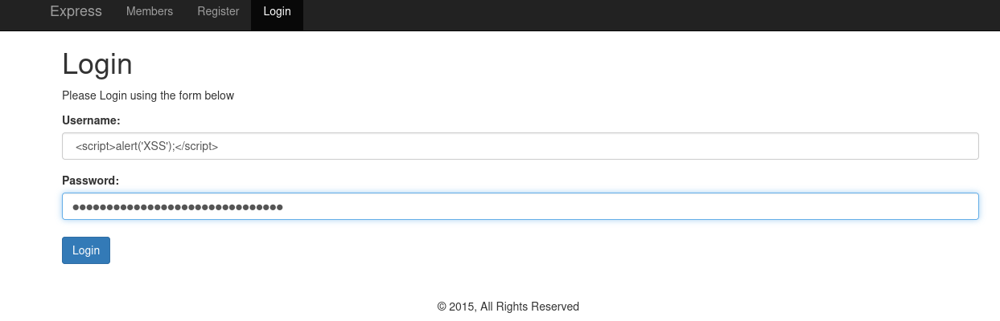 Express Members Register Login
Login
Please Login using the form below
Username:
<script>alert('XSS');</script>
Password:
•••••••••••••••••••••••••••••••
Login
© 2015, All Rights Reserved